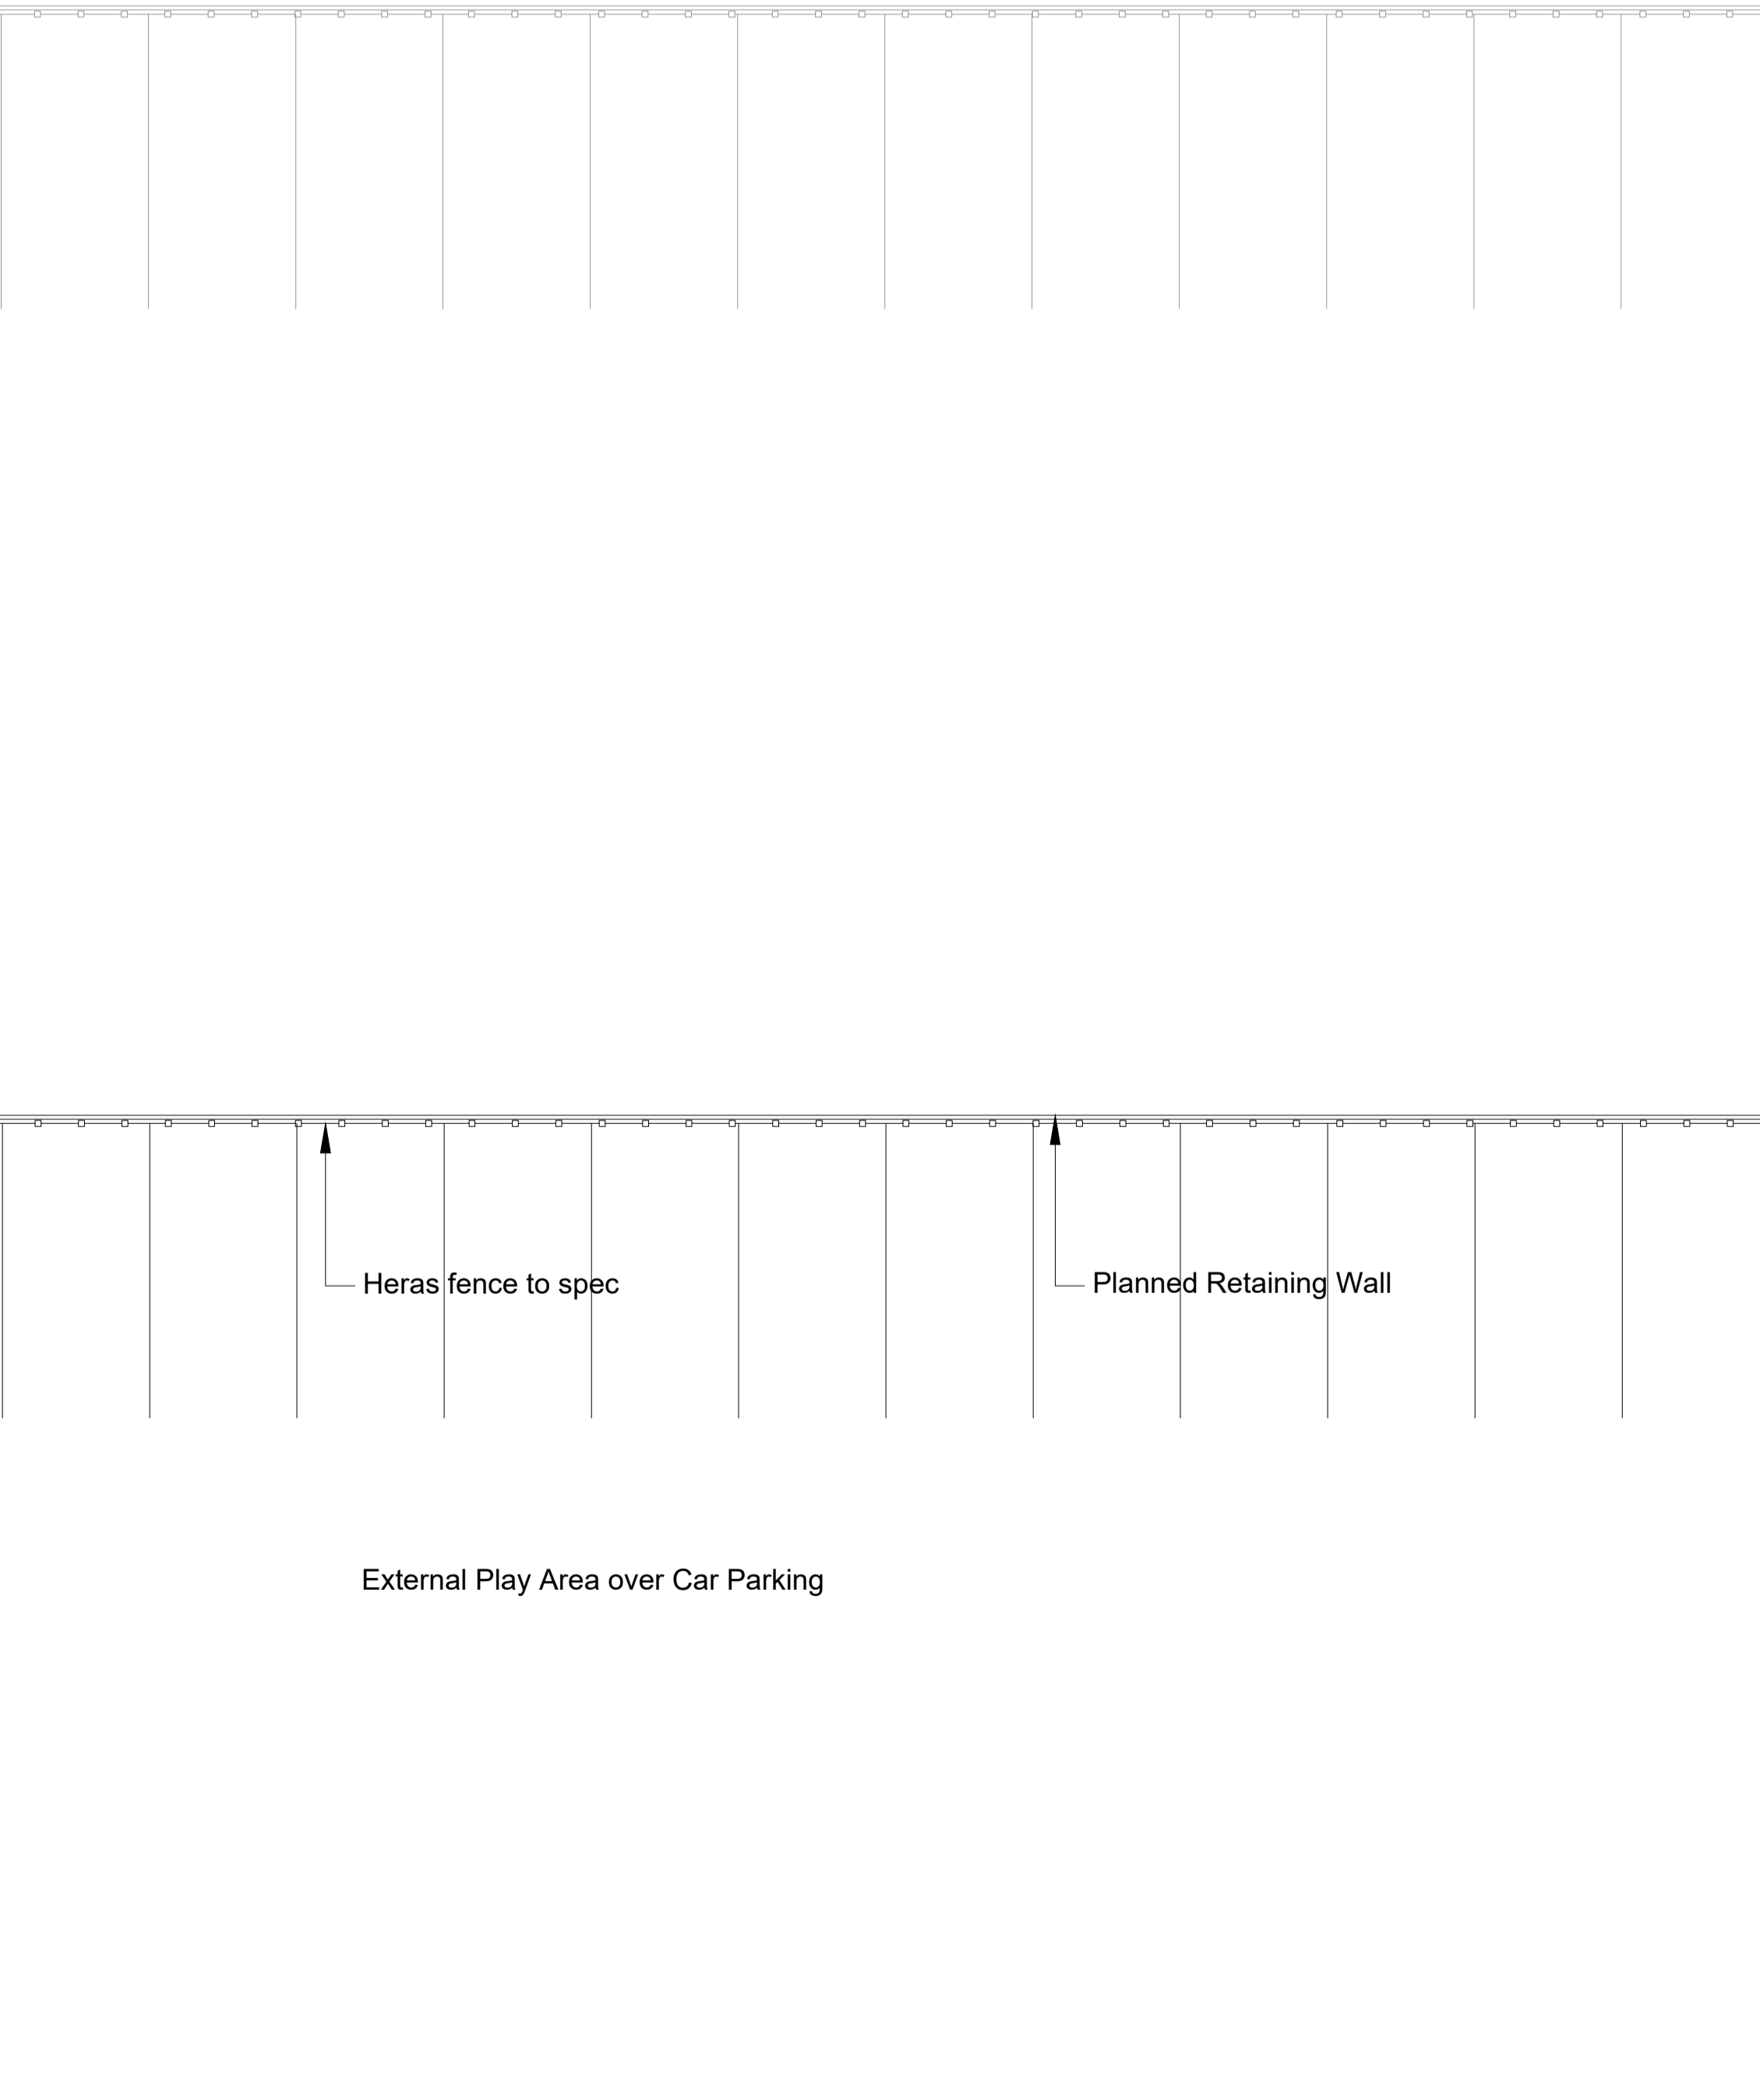 Heras fence to spec
Planned Retaining Wall
External Play Area over Car Parking